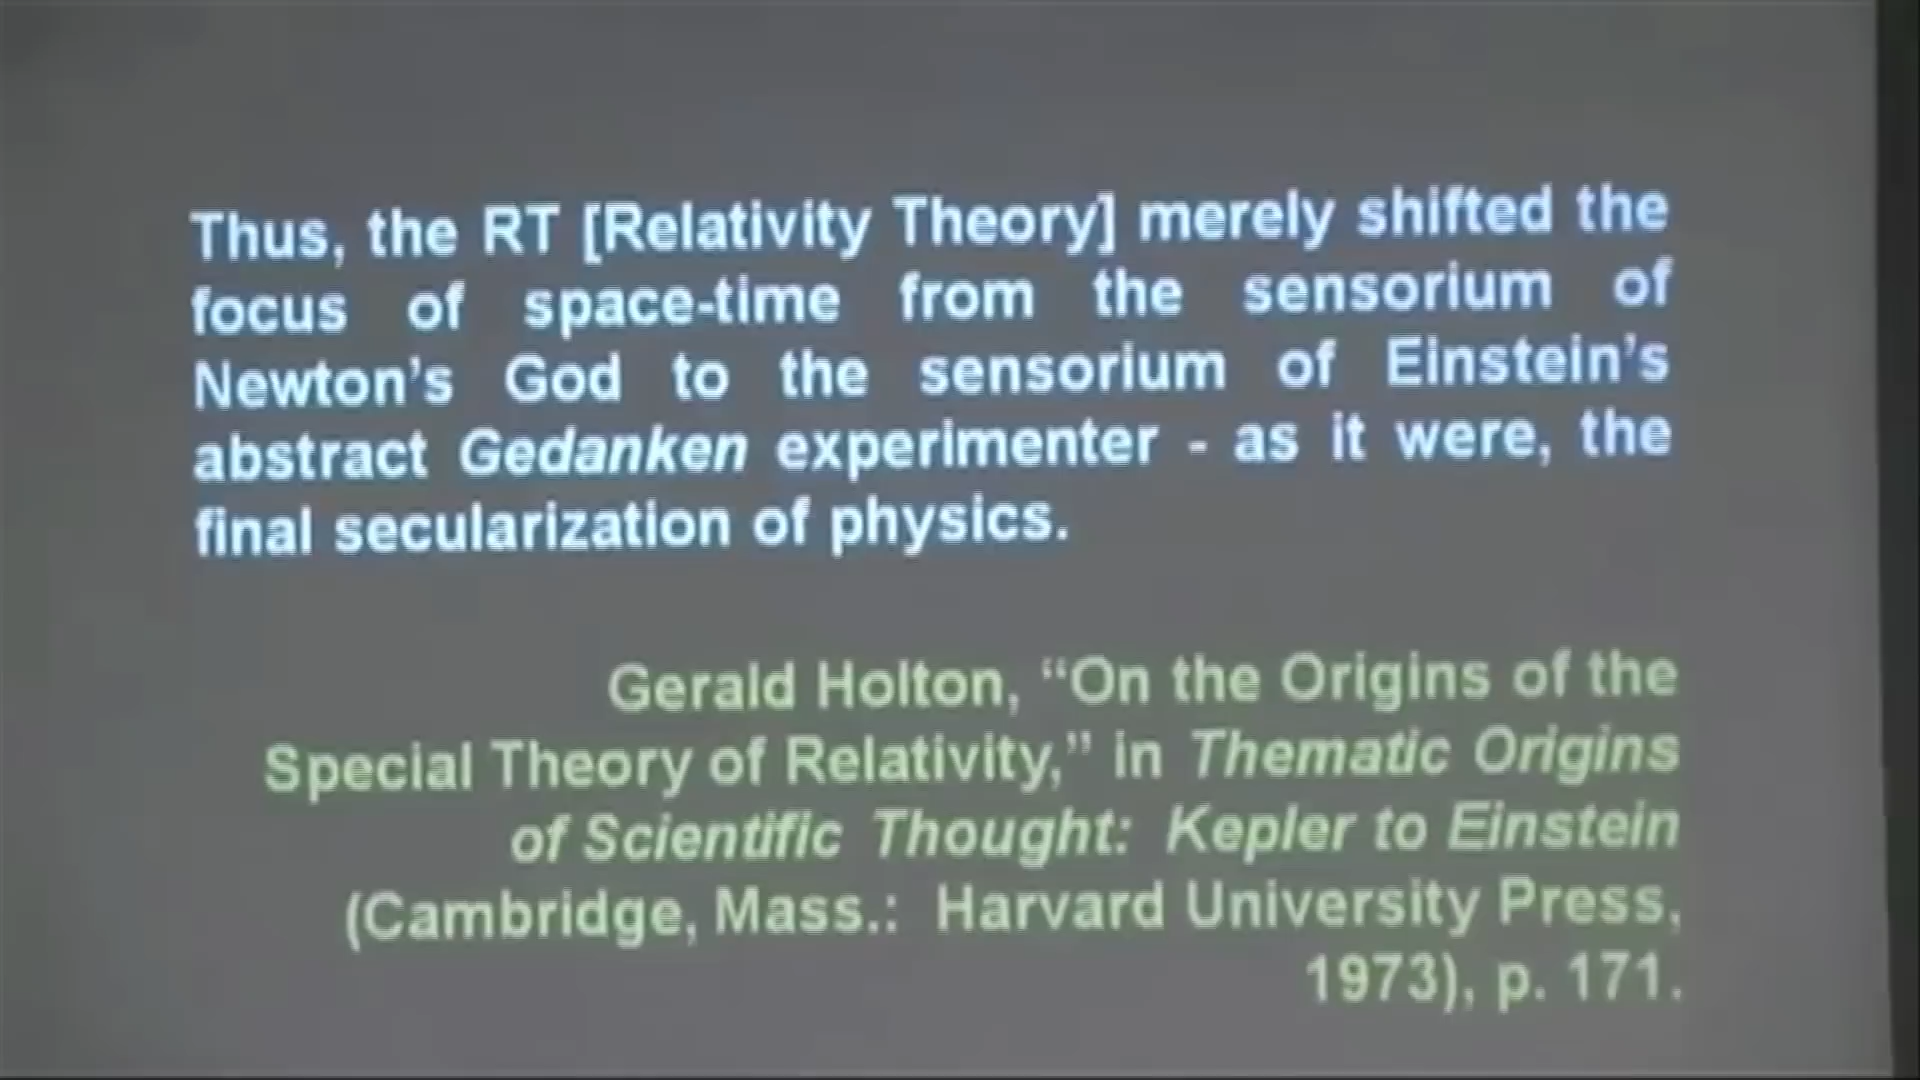 Thus, the RT [Relativity Theory] merely shifted the
focus of space-time from the sensorium of
Newton's God to the sensorium of Einstein's
abstract Gedanken experimenter - as it were, the
final secularization of physics.
Gerald Holton, “On the Origins of the
Special Theory of Relativity,” in Thematic Origins
of Scientific Thought: Kepler to Einstein
(Cambridge, Mass.: Harvard University Press,
1973), p. 171.